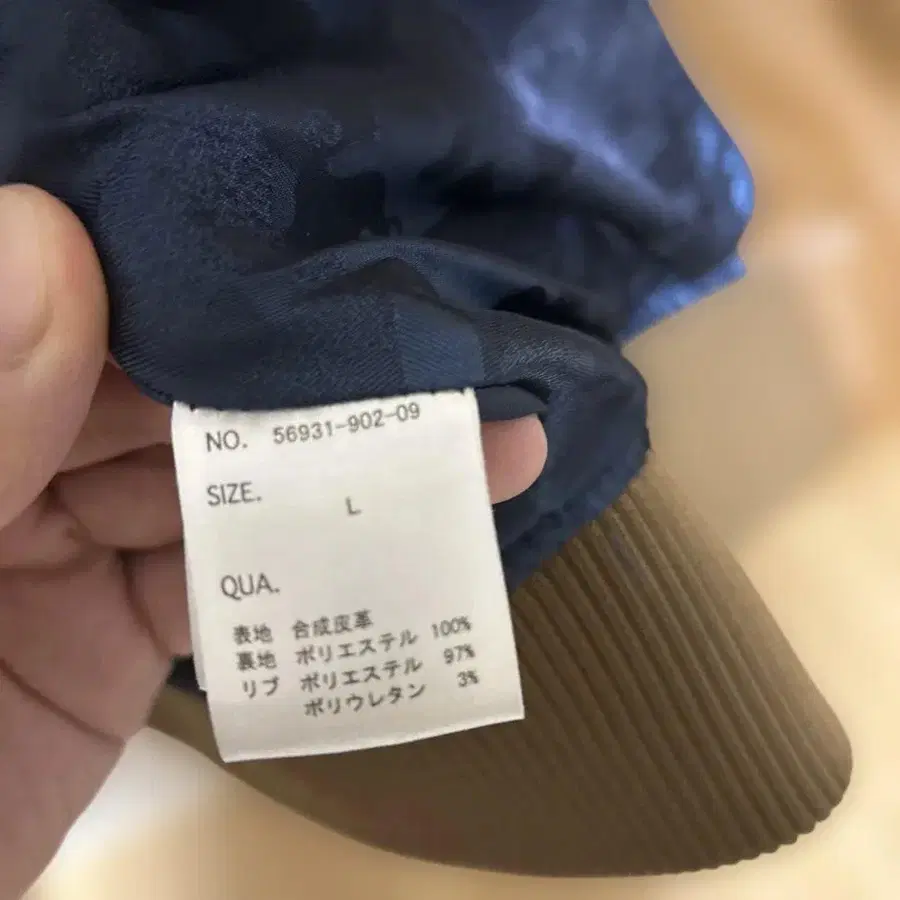 NO. 56931-902-09
SIZE.
L
QUA.
表地 合成皮革
裏地 ポリエステル 100%
リブ ポリエステル 97%
ポリウレタン 3%